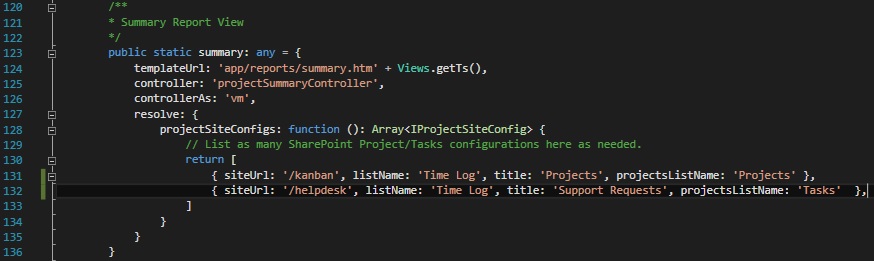 120 /**
121 * Summary Report View
122 */
123 public static summary: any = {
124 templateUrl: 'app/reports/summary.htm' + Views.getTs(),
125 controller: 'projectSummaryController',
126 controllerAs: 'vm',
127 resolve: {
128 projectSiteConfigs: function (): Array<IProjectSiteConfig> {
129 // List as many SharePoint Project/Tasks configurations here as needed.
130 return [
131 { siteUrl: '/kanban', listName: 'Time Log', title: 'Projects', projectsListName: 'Projects' },
132 { siteUrl: '/helpdesk', listName: 'Time Log', title: 'Support Requests', projectsListName: 'Tasks' },
133 ]
134 }
135 }
136 }